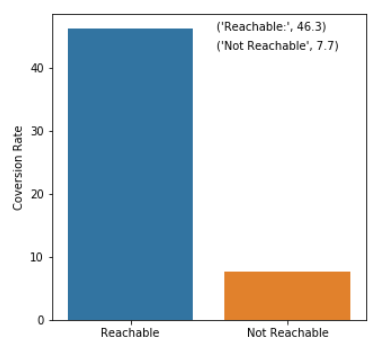 ('Reachable:', 46.3)
('Not Reachable', 7.7)
Coversion Rate
40
30
20
10
0
Reachable
Not Reachable